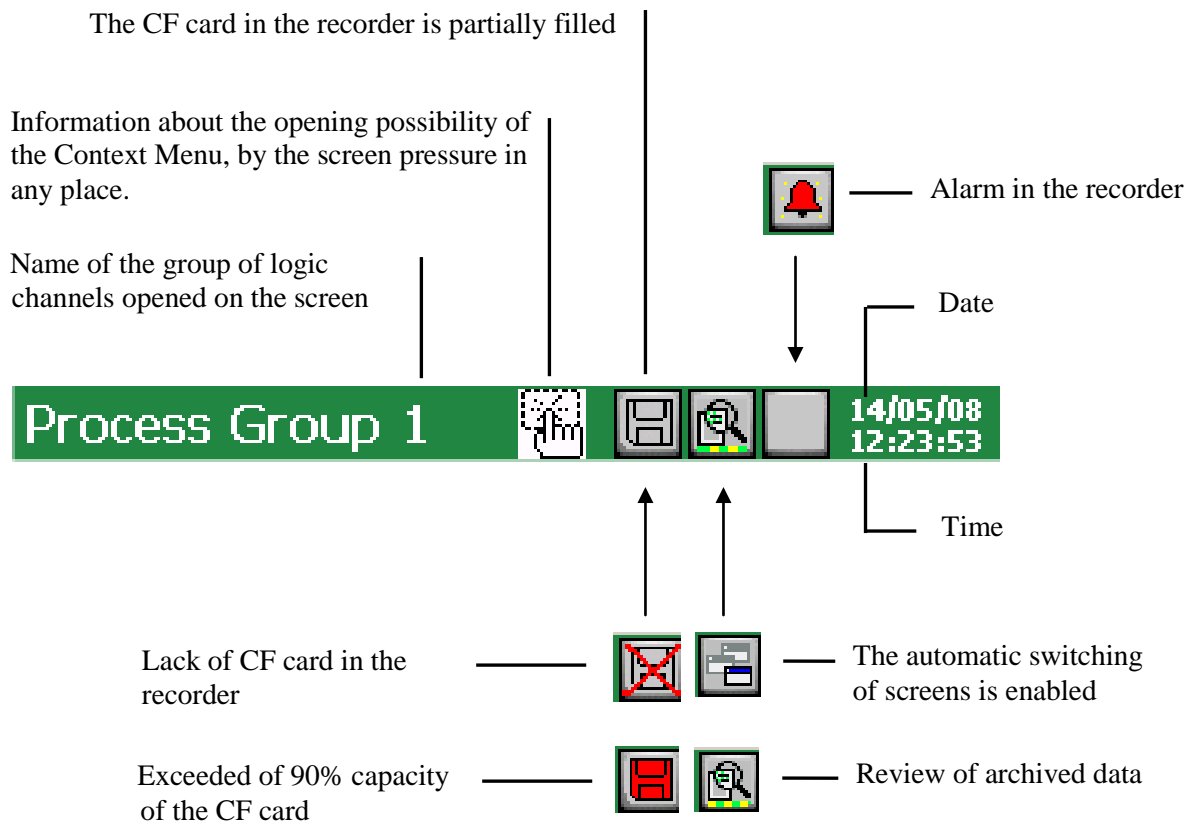 The CF card in the recorder is partially filled
Information about the opening possibility of
the Context Menu, by the screen pressure in
any place.
Alarm in the recorder
Name of the group of logic
channels opened on the screen
Date
Process Group 1
14/05/08
12:23:53
Time
Lack of CF card in the
recorder
The automatic switching
of screens is enabled
Exceeded of 90% capacity
of the CF card
Review of archived data